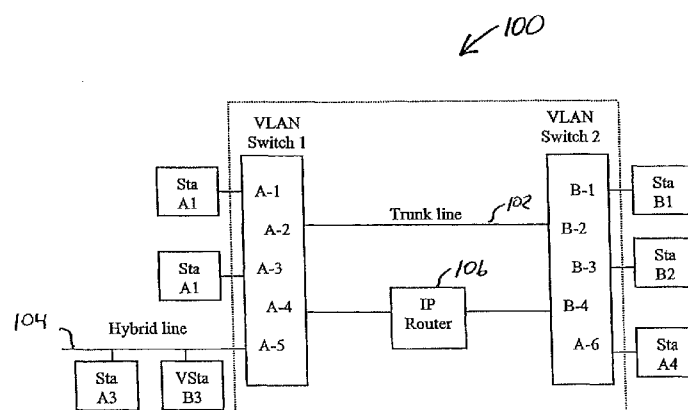 100
VLAN
Switch 1
VLAN
Switch 2
Sta
A1
A-1
B-1
Sta
B1
Trunk line
102
A-2
B-2
Sta
A1
A-3
106
B-3
Sta
B2
A-4
IP
Router
B-4
104
Hybrid line
A-5
A-6
Sta
A4
Sta
A3
VSta
B3